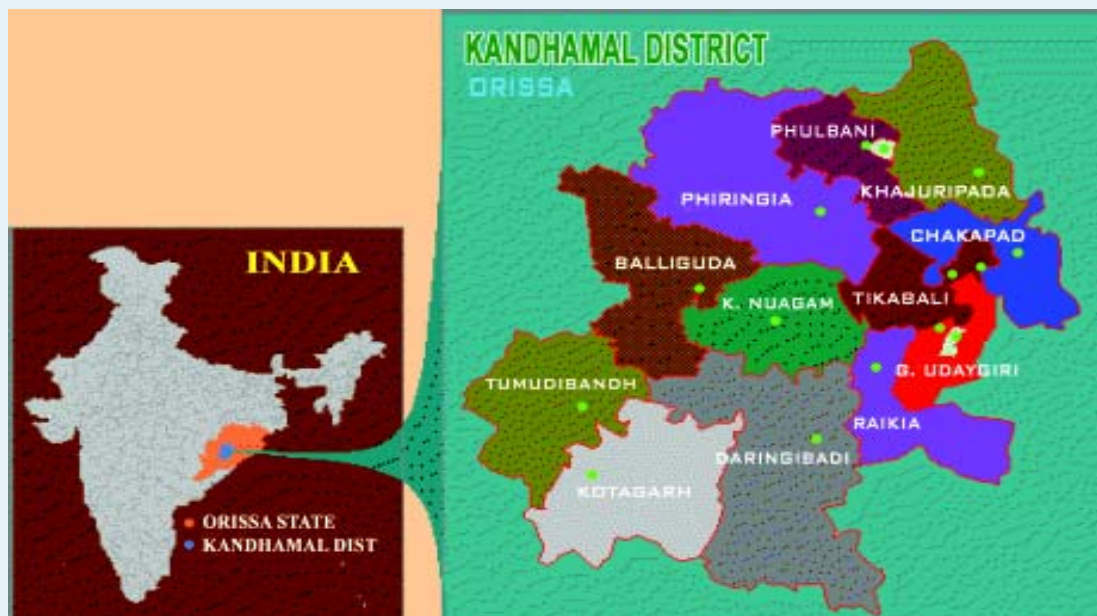 KANDHAMAL DISTRICT
ORISSA
PHULBANI
KHAJURIPADA
PHIRINGIA
CHAKAPAD
BALLIGUDA
TIKABALI
K. NUAGAM
G. UDAYGIRI
TUMUDIBANDH
RAIKIA
DARINGIBADI
KOTAGARH
INDIA
ORISSA STATE
KANDHAMAL DIST